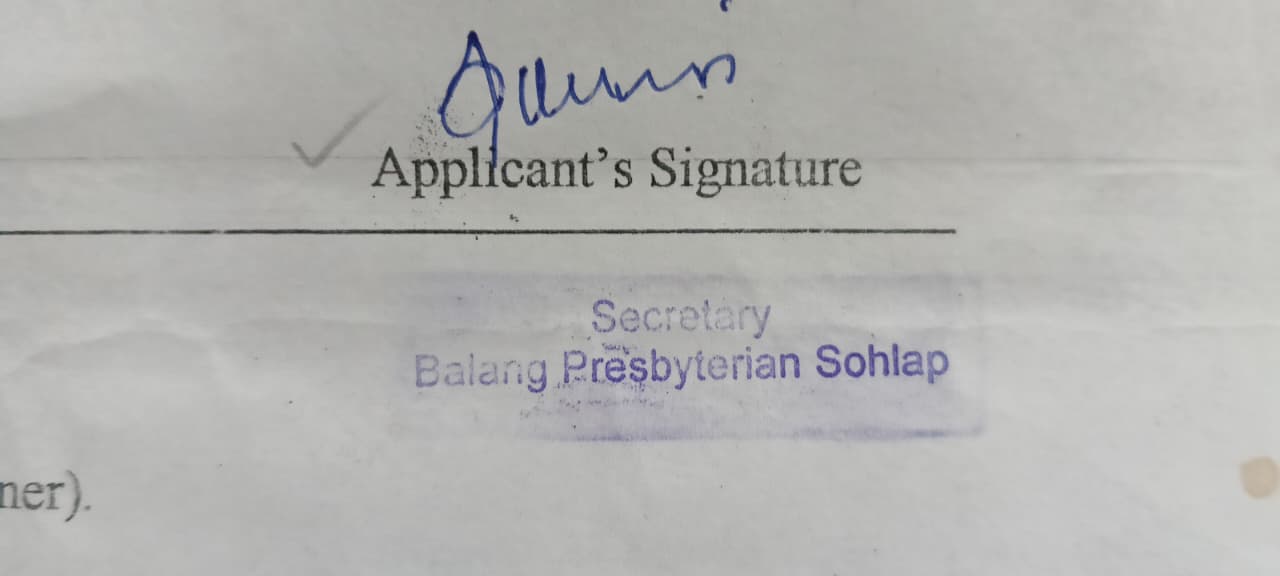 Applicant's Signature
Secretary
Balang Presbyterian Sohlap
ner).